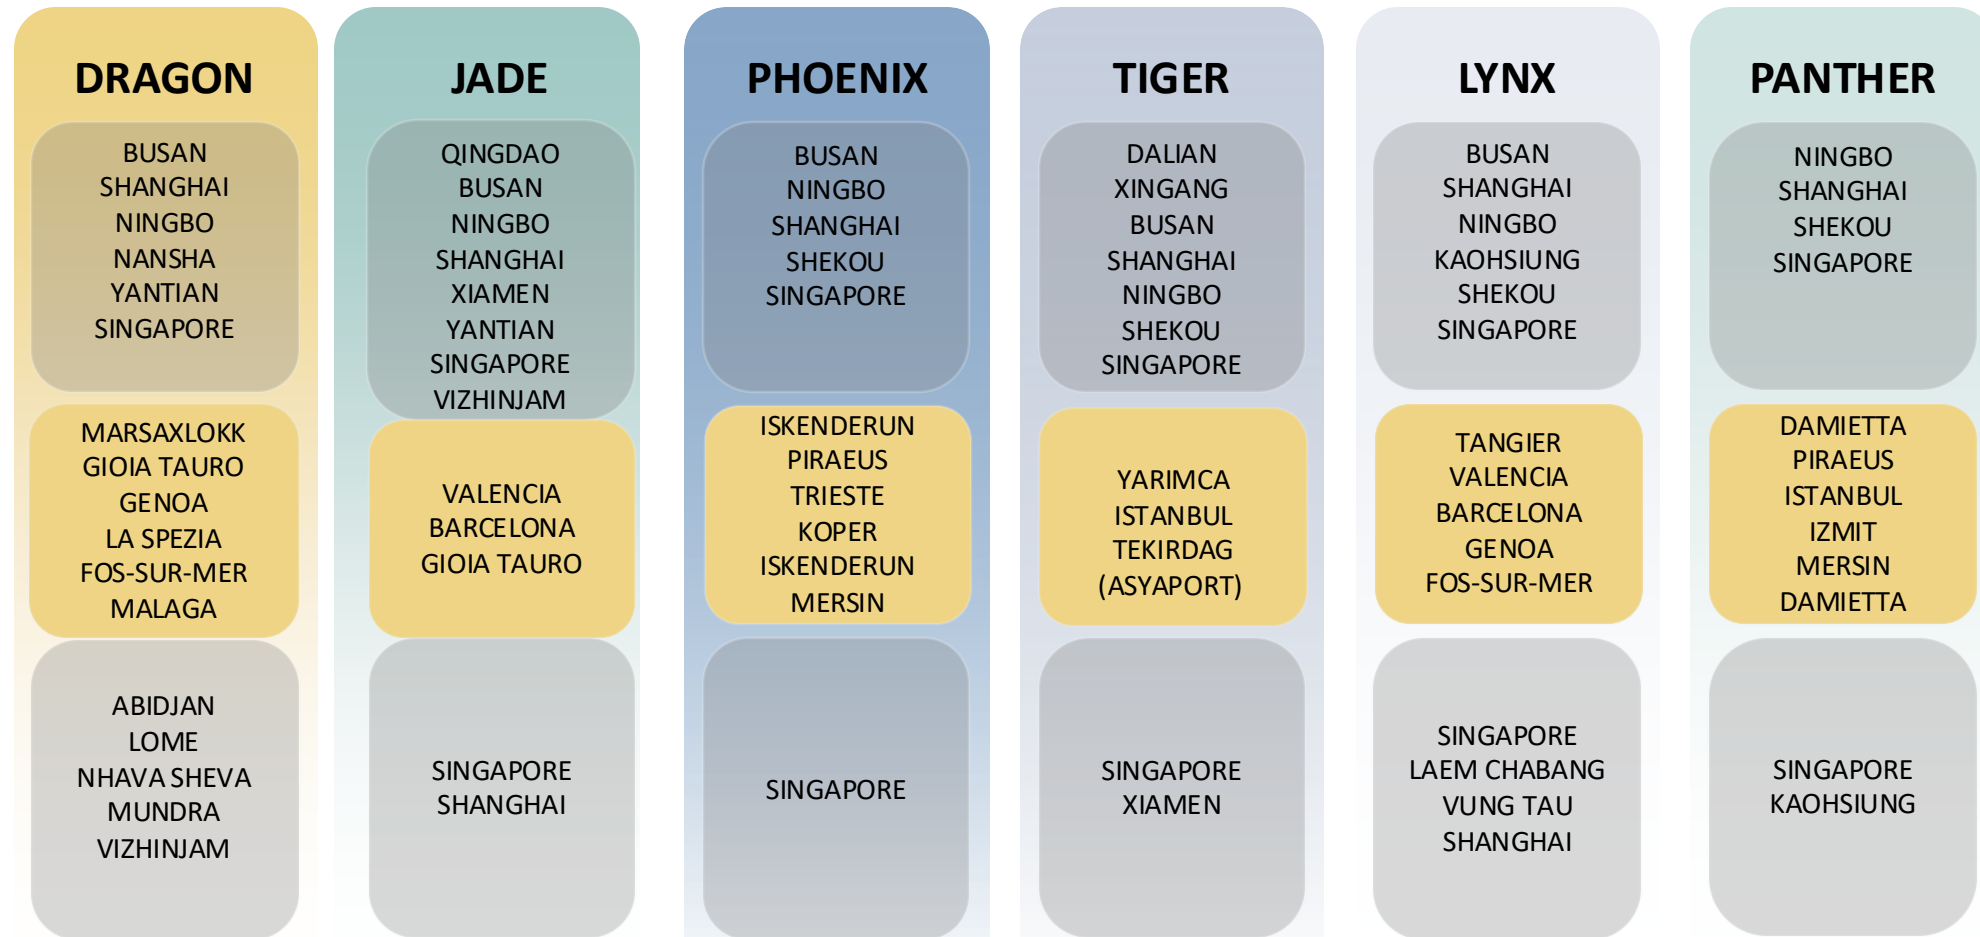 DRAGON
BUSAN
SHANGHAI
NINGBO
NANSHA
YANTIAN
SINGAPORE
MARSAXLOKK
GIOIA TAURO
GENOA
LA SPEZIA
FOS-SUR-MER
MALAGA
ABIDJAN
LOME
NHAVA SHEVA
MUNDRA
VIZHINJAM
JADE
QINGDAO
BUSAN
NINGBO
SHANGHAI
XIAMEN
YANTIAN
SINGAPORE
VIZHINJAM
VALENCIA
BARCELONA
GIOIA TAURO
SINGAPORE
SHANGHAI
PHOENIX
BUSAN
NINGBO
SHANGHAI
SHEKOU
SINGAPORE
ISKENDERUN
PIRAEUS
TRIESTE
KOPER
ISKENDERUN
MERSIN
SINGAPORE
TIGER
DALIAN
XINGANG
BUSAN
SHANGHAI
NINGBO
SHEKOU
SINGAPORE
YARIMCA
ISTANBUL
TEKIRDAG
(ASYAPORT)
SINGAPORE
XIAMEN
LYNX
BUSAN
SHANGHAI
NINGBO
KAOHSIUNG
SHEKOU
SINGAPORE
TANGIER
VALENCIA
BARCELONA
GENOA
FOS-SUR-MER
SINGAPORE
LAEM CHABANG
VUNG TAU
SHANGHAI
PANTHER
NINGBO
SHANGHAI
SHEKOU
SINGAPORE
DAMIETTA
PIRAEUS
ISTANBUL
IZMIT
MERSIN
DAMIETTA
SINGAPORE
KAOHSIUNG